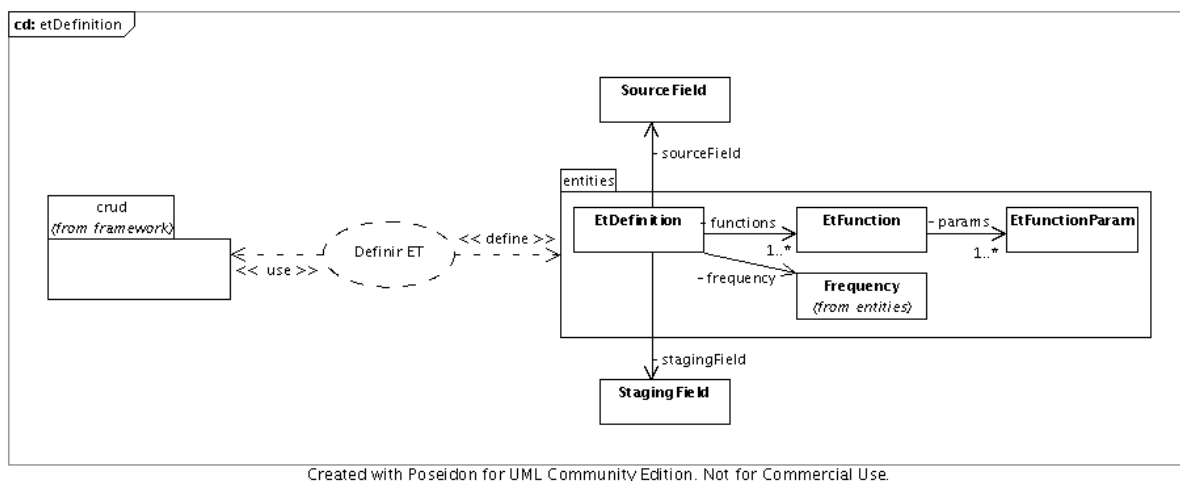 cd: etDefinition
SourceField
- sourceField
entities
crud
(from framework)
EtDefinition
- functions
1..*
EtFunction
- params
1..*
EtFunctionParam
<< define >>
Definir ET
<< use >>
- frequency
Frequency
(from entities)
- stagingField
StagingField
Created with Poseidon for UML Community Edition. Not for Commercial Use.